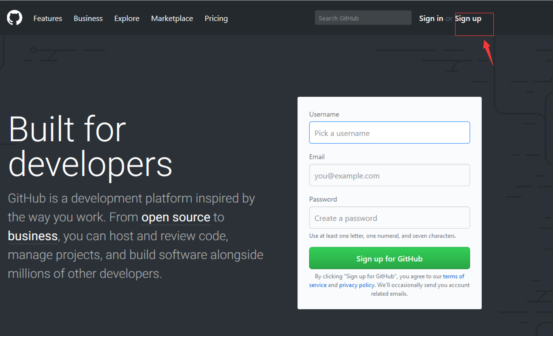 Features Business Explore Marketplace Pricing Search GitHub Sign in or Sign up
Built for
developers
GitHub is a development platform inspired by
the way you work. From open source to
business, you can host and review code,
manage projects, and build software alongside
millions of other developers.
Username
Pick a username
Email
you@example.com
Password
Create a password
Use at least one letter, one numeral, and seven characters.
Sign up for GitHub
By clicking "Sign up for GitHub", you agree to our terms of
service and privacy policy. We'll occasionally send you account
related emails.